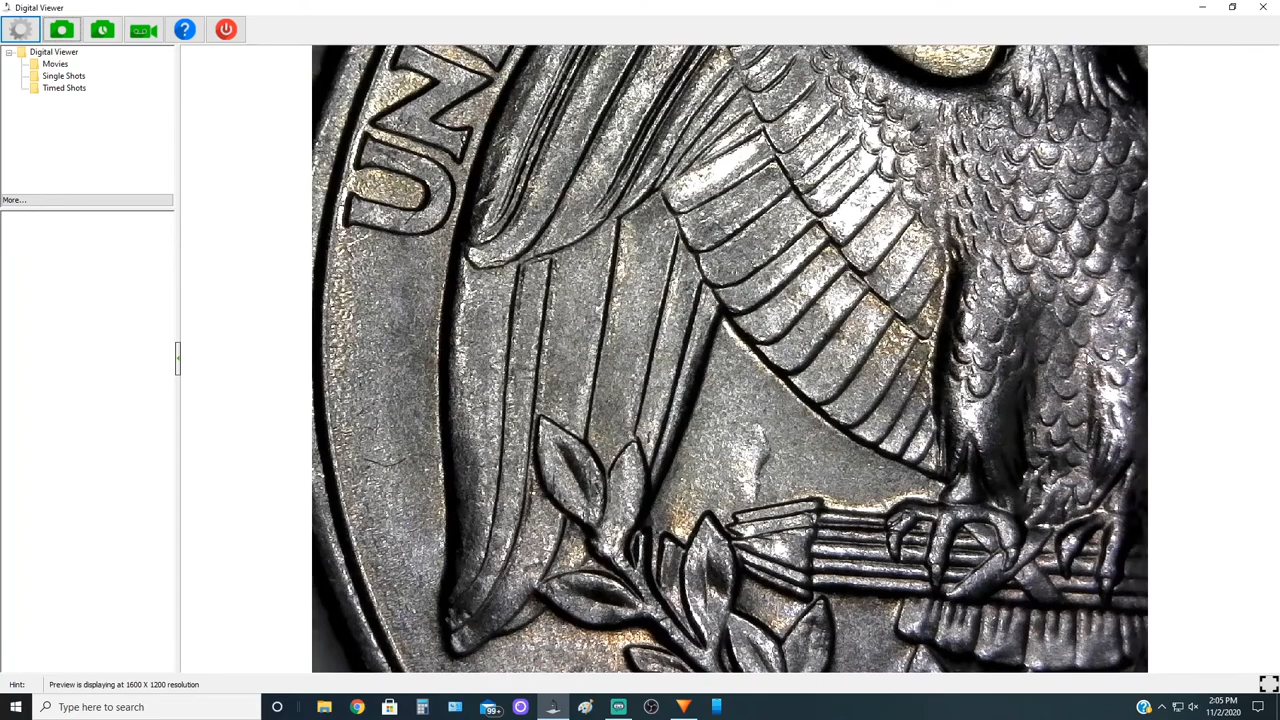 Digital Viewer
Digital Viewer
Movies
Single Shots
Timed Shots
More...
UN
Hint:
Preview is displaying at 1600 X 1200 resolution
Type here to search
99+
2:05 PM
11/2/2020